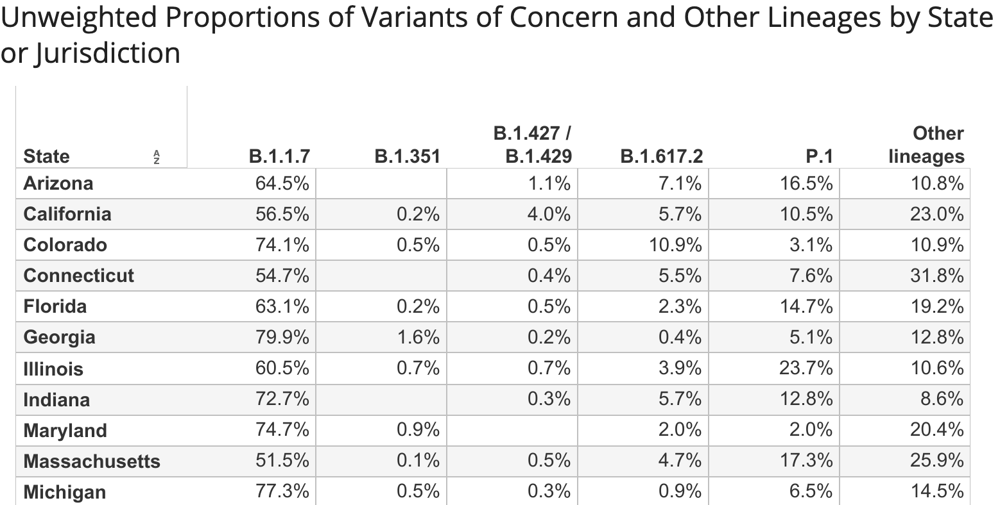 Unweighted Proportions of Variants of Concern and Other Lineages by State
or Jurisdiction
B.1.427 / Other
State A Z B.1.1.7 B.1.351 B.1.429 B.1.617.2 P.1 lineages
Arizona 64.5% 1.1% 7.1% 16.5% 10.8%
California 56.5% 0.2% 4.0% 5.7% 10.5% 23.0%
Colorado 74.1% 0.5% 0.5% 10.9% 3.1% 10.9%
Connecticut 54.7% 0.4% 5.5% 7.6% 31.8%
Florida 63.1% 0.2% 0.5% 2.3% 14.7% 19.2%
Georgia 79.9% 1.6% 0.2% 0.4% 5.1% 12.8%
Illinois 60.5% 0.7% 0.7% 3.9% 23.7% 10.6%
Indiana 72.7% 0.3% 5.7% 12.8% 8.6%
Maryland 74.7% 0.9% 2.0% 2.0% 20.4%
Massachusetts 51.5% 0.1% 0.5% 4.7% 17.3% 25.9%
Michigan 77.3% 0.5% 0.3% 0.9% 6.5% 14.5%